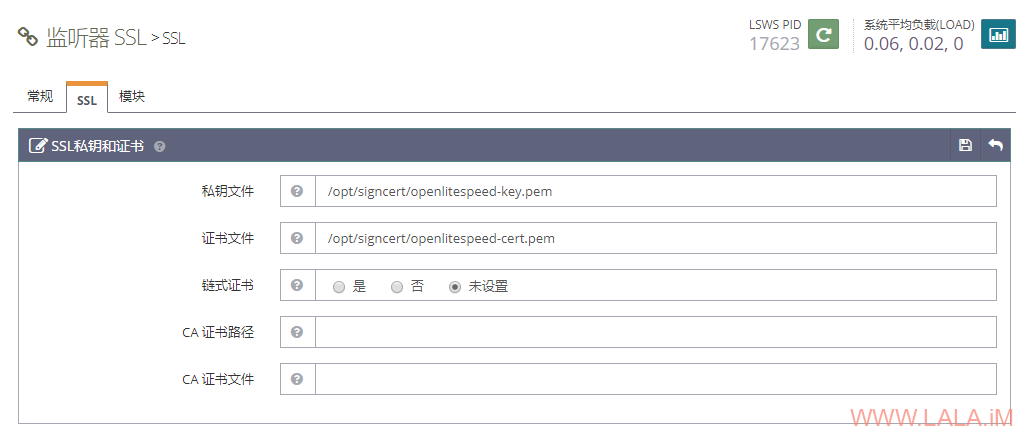 监听器 SSL > SSL
LSWS PID
17623
系统平均负载(LOAD)
0.06, 0.02, 0
常规 SSL 模块
SSL私钥和证书
私钥文件 /opt/signcert/openlitespeed-key.pem
证书文件 /opt/signcert/openlitespeed-cert.pem
链式证书 是 否 未设置
CA 证书路径
CA 证书文件
WWW.LALA.iM